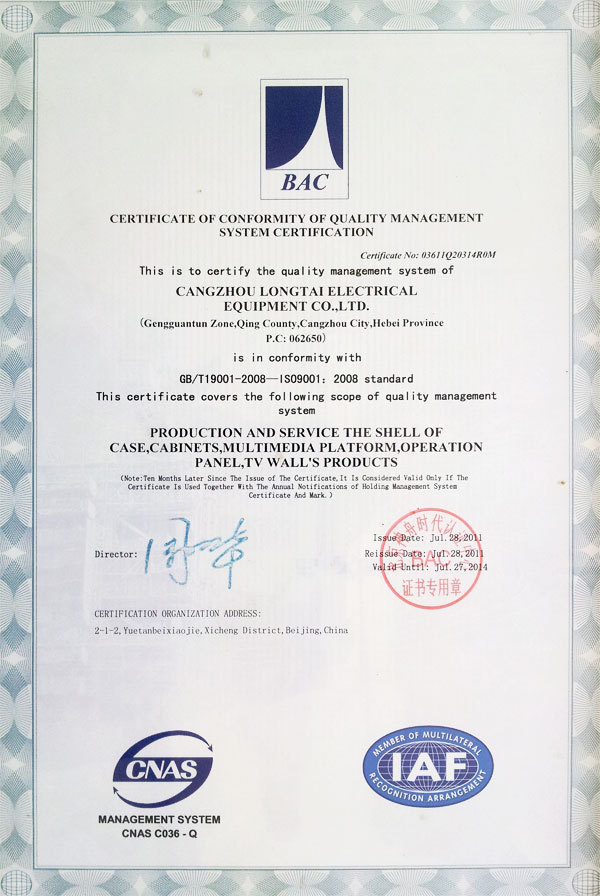 BAC
CERTIFICATE OF CONFORMITY OF QUALITY MANAGEMENT
SYSTEM CERTIFICATION
Certificate No: 03611Q20314R0M
This is to certify the quality management system of
CANGZHOU LONGTAI ELECTRICAL
EQUIPMENT CO.,LTD.
(Gengguantun Zone,Qing County,Cangzhou City,Hebei Province
P.C: 062650)
is in conformity with
GB/T19001-2008—ISO9001: 2008 standard
This certificate covers the following scope of quality management
system
PRODUCTION AND SERVICE THE SHELL OF
CASE,CABINETS,MULTIMEDIA PLATFORM,OPERATION
PANEL,TV WALL'S PRODUCTS
(Note:Ten Months Later Since The Issue of The Certificate,It Is Considered Valid Only If The
Certificate Is Used Together With The Annual Notifications of Holding Management System
Certificate And Mark.)
Issue Date: Jul.28,2011
Director:
Reissue Date: Jul.28,2011
Valid Until: Jul.27,2014
舟时代认
BAC
证书专用章
CERTIFICATION ORGANIZATION ADDRESS:
2-1-2,Yuetanbeixiaojie,Xicheng District,Beijing,China
CNAS
MANAGEMENT SYSTEM
CNAS C036 - Q
MEMBER OF MULTILATERAL
IAF
RECOGNITION ARRANGEMENT